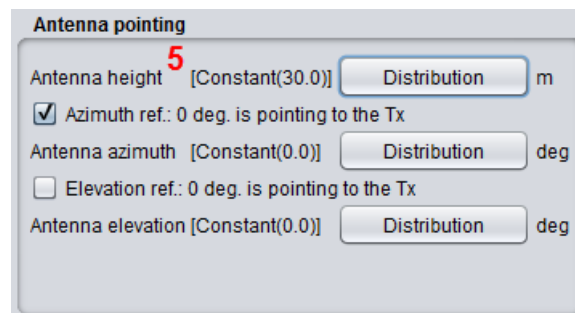 Antenna pointing
5
Antenna height [Constant(30.0)] Distribution m
Azimuth ref.: 0 deg. is pointing to the Tx
Antenna azimuth [Constant(0.0)] Distribution deg
Elevation ref.: 0 deg. is pointing to the Tx
Antenna elevation [Constant(0.0)] Distribution deg